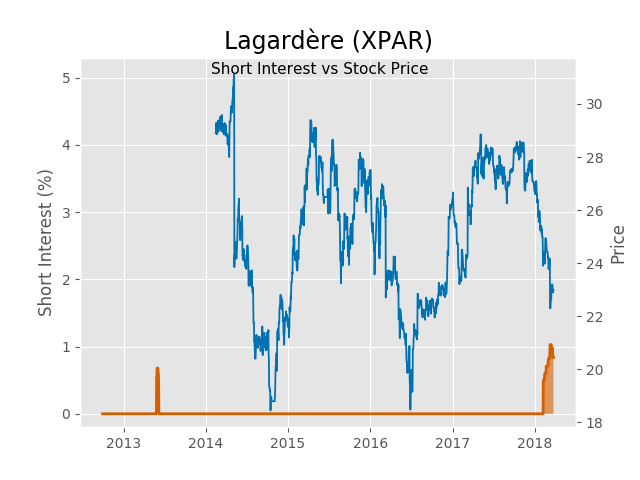 Lagardère (XPAR)
Short Interest vs Stock Price
5
4
3
2
1
0
Short Interest (%)
30
28
26
24
22
20
18
Price
2013 2014 2015 2016 2017 2018